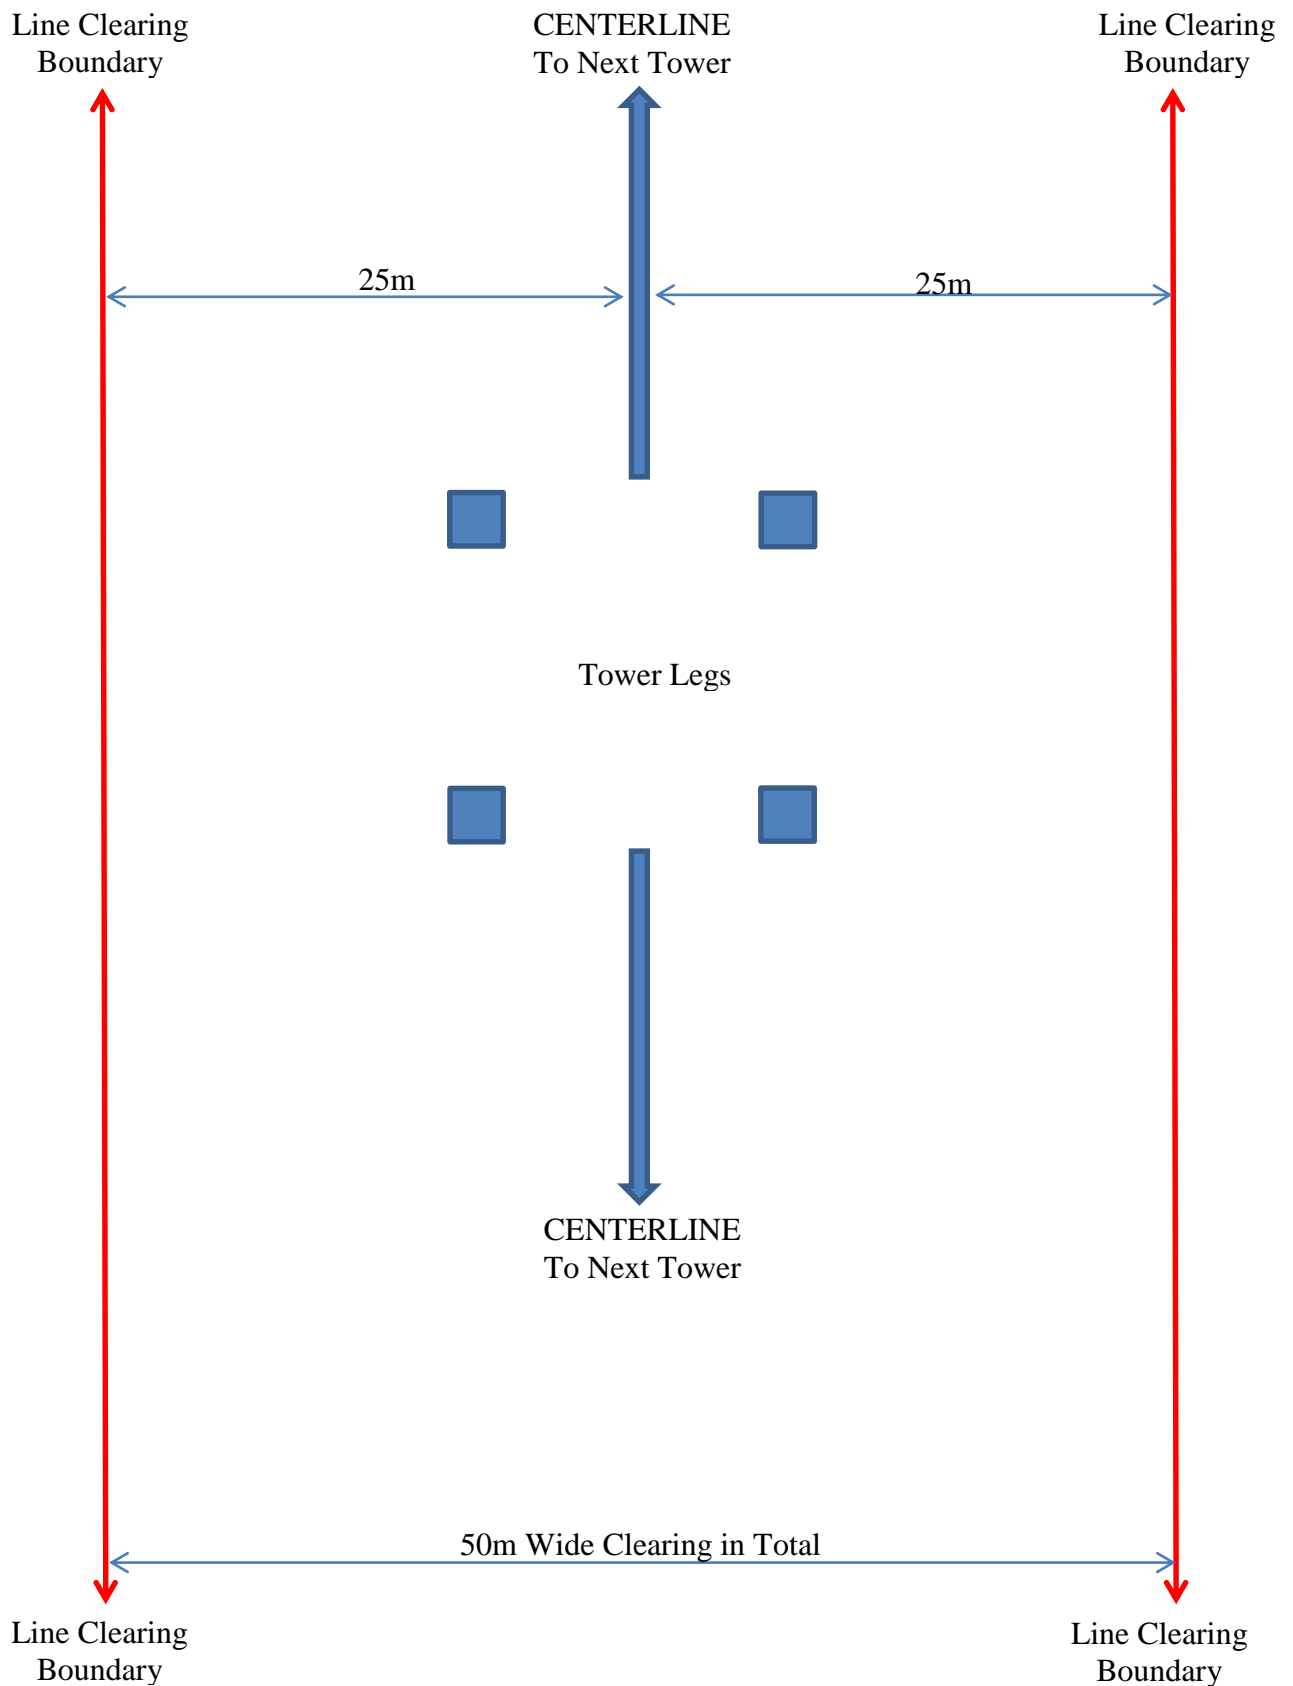 Line Clearing
Boundary
CENTERLINE
To Next Tower
Line Clearing
Boundary
25m
25m
Tower Legs
CENTERLINE
To Next Tower
50m Wide Clearing in Total
Line Clearing
Boundary
Line Clearing
Boundary